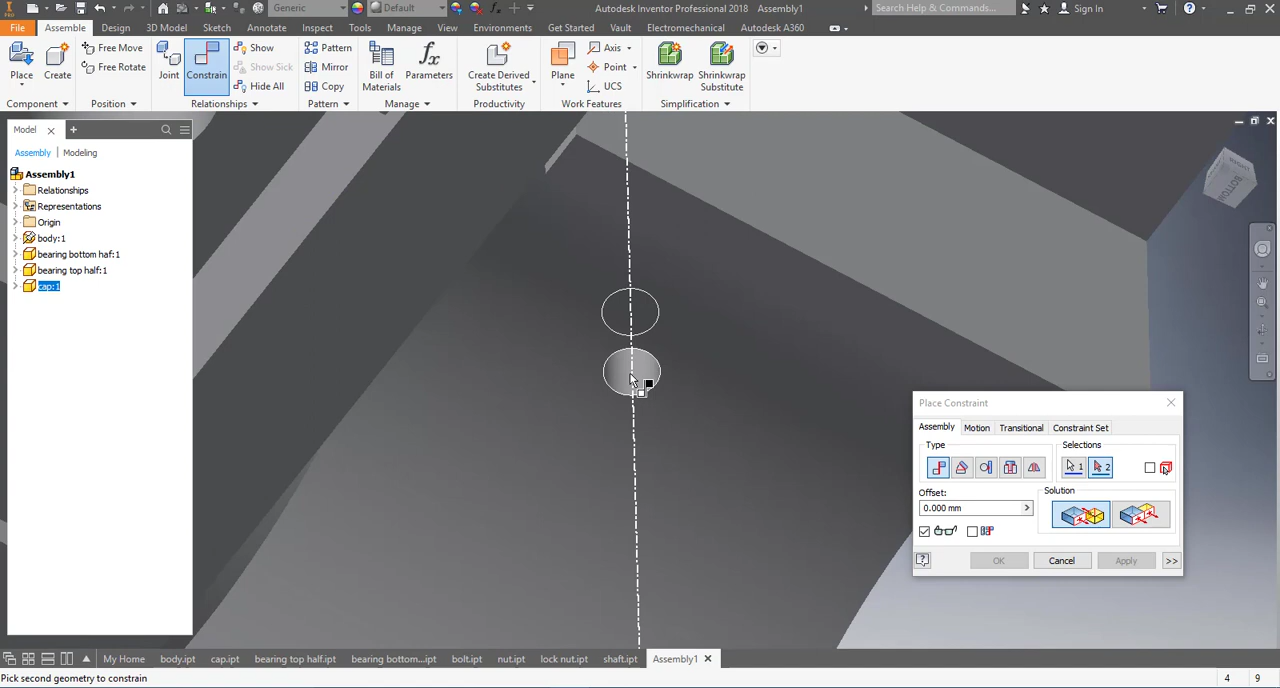 Generic
Default
Autodesk Inventor Professional 2018   Assembly1
Search Help & Commands...
Sign In
PRO
File
Assemble
Design
3D Model
Sketch
Annotate
Inspect
Tools
Manage
View
Environments
Get Started
Vault
Electromechanical
Autodesk A360
Place
Create
Component
Free Move
Free Rotate
Position
Joint
Constrain
Show
Show Sick
Hide All
Relationships
Pattern
Mirror
Copy
Pattern
Bill of
Materials
Parameters
Manage
Create Derived
Substitutes
Productivity
Plane
Axis
Point
UCS
Work Features
Shrinkwrap
Shrinkwrap
Substitute
Simplification
Model
Assembly | Modeling
Assembly1
Relationships
Representations
Origin
body:1
bearing bottom haf:1
bearing top half:1
cap:1
BOTTOM
Place Constraint
Assembly
Motion
Transitional
Constraint Set
Type
Selections
1
2
Offset:
0.000 mm
Solution
OK
Cancel
Apply
>>
My Home
body.ipt
cap.ipt
bearing top half.ipt
bearing bottom...ipt
bolt.ipt
nut.ipt
lock nut.ipt
shaft.ipt
Assembly1
Pick second geometry to constrain
4
9